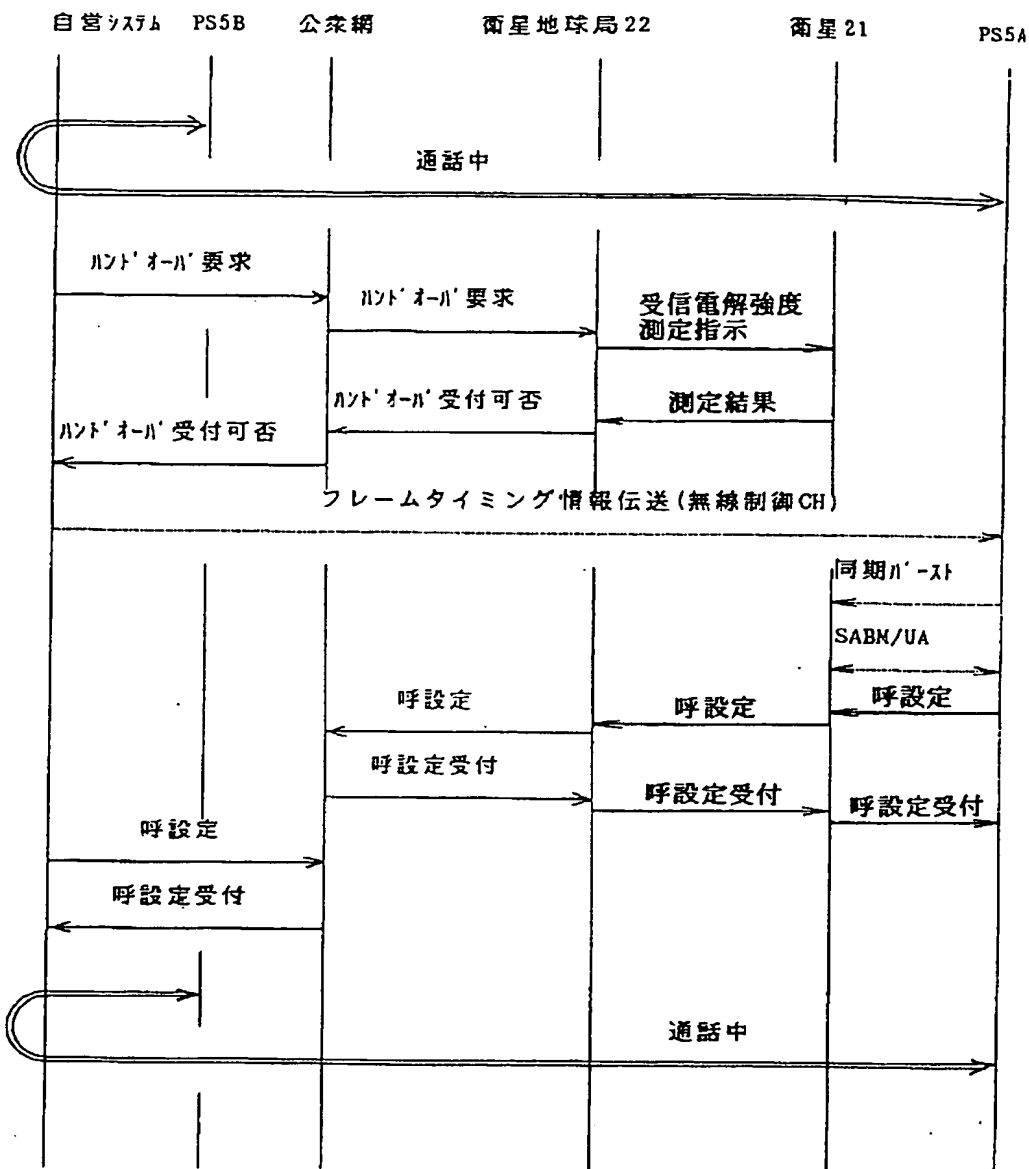 自営システム PS5B 公衆網 衛星地球局22 衛星21 PS5A
通話中
ハンドオーバ要求
ハンドオーバ要求
受信電解強度
測定指示
ハンドオーバ受付可否
測定結果
ハンドオーバ受付可否
フレームタイミング情報伝送(無線制御CH)
同期バースト
SABM/UA
呼設定
呼設定
呼設定
呼設定受付
呼設定受付
呼設定受付
呼設定
呼設定受付
通話中